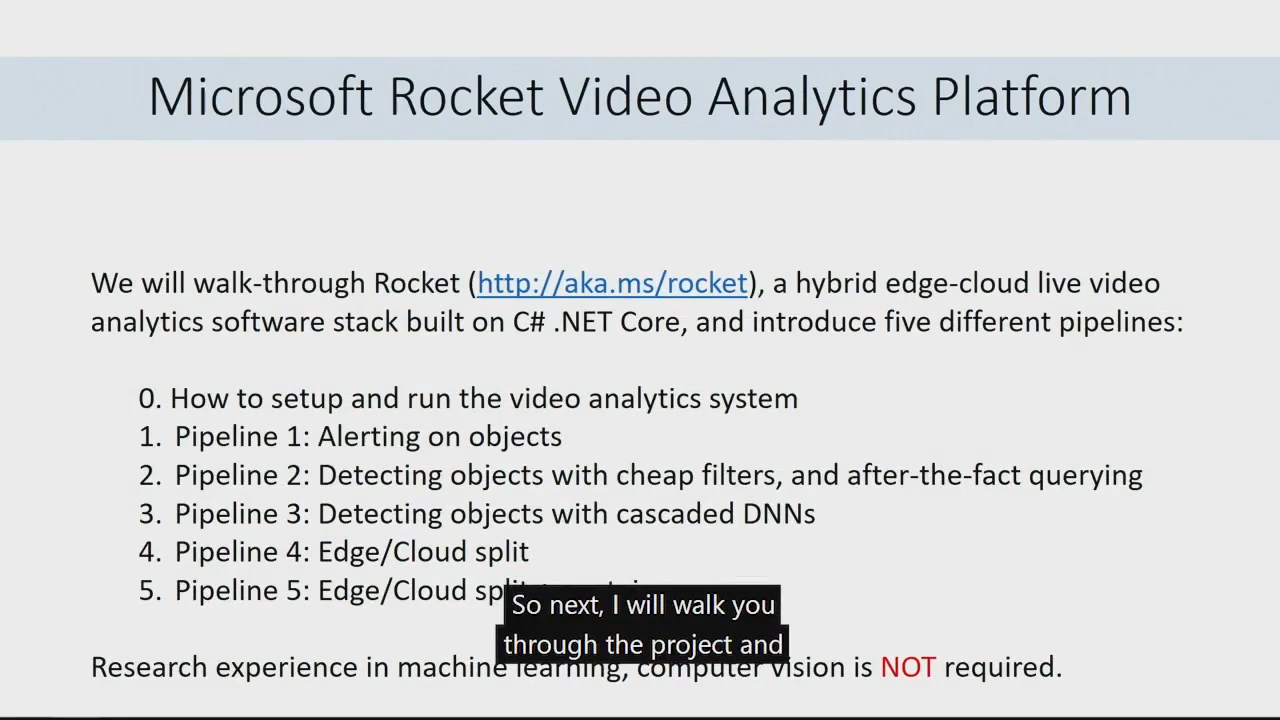 Microsoft Rocket Video Analytics Platform
We will walk-through Rocket (http://aka.ms/rocket), a hybrid edge-cloud live video
analytics software stack built on C# .NET Core, and introduce five different pipelines:
0. How to setup and run the video analytics system
1. Pipeline 1: Alerting on objects
2. Pipeline 2: Detecting objects with cheap filters, and after-the-fact querying
3. Pipeline 3: Detecting objects with cascaded DNNs
4. Pipeline 4: Edge/Cloud split
5. Pipeline 5: Edge/Cloud
So next, I will walk you
through the project and
Research experience in machine learning, computer vision is NOT required.